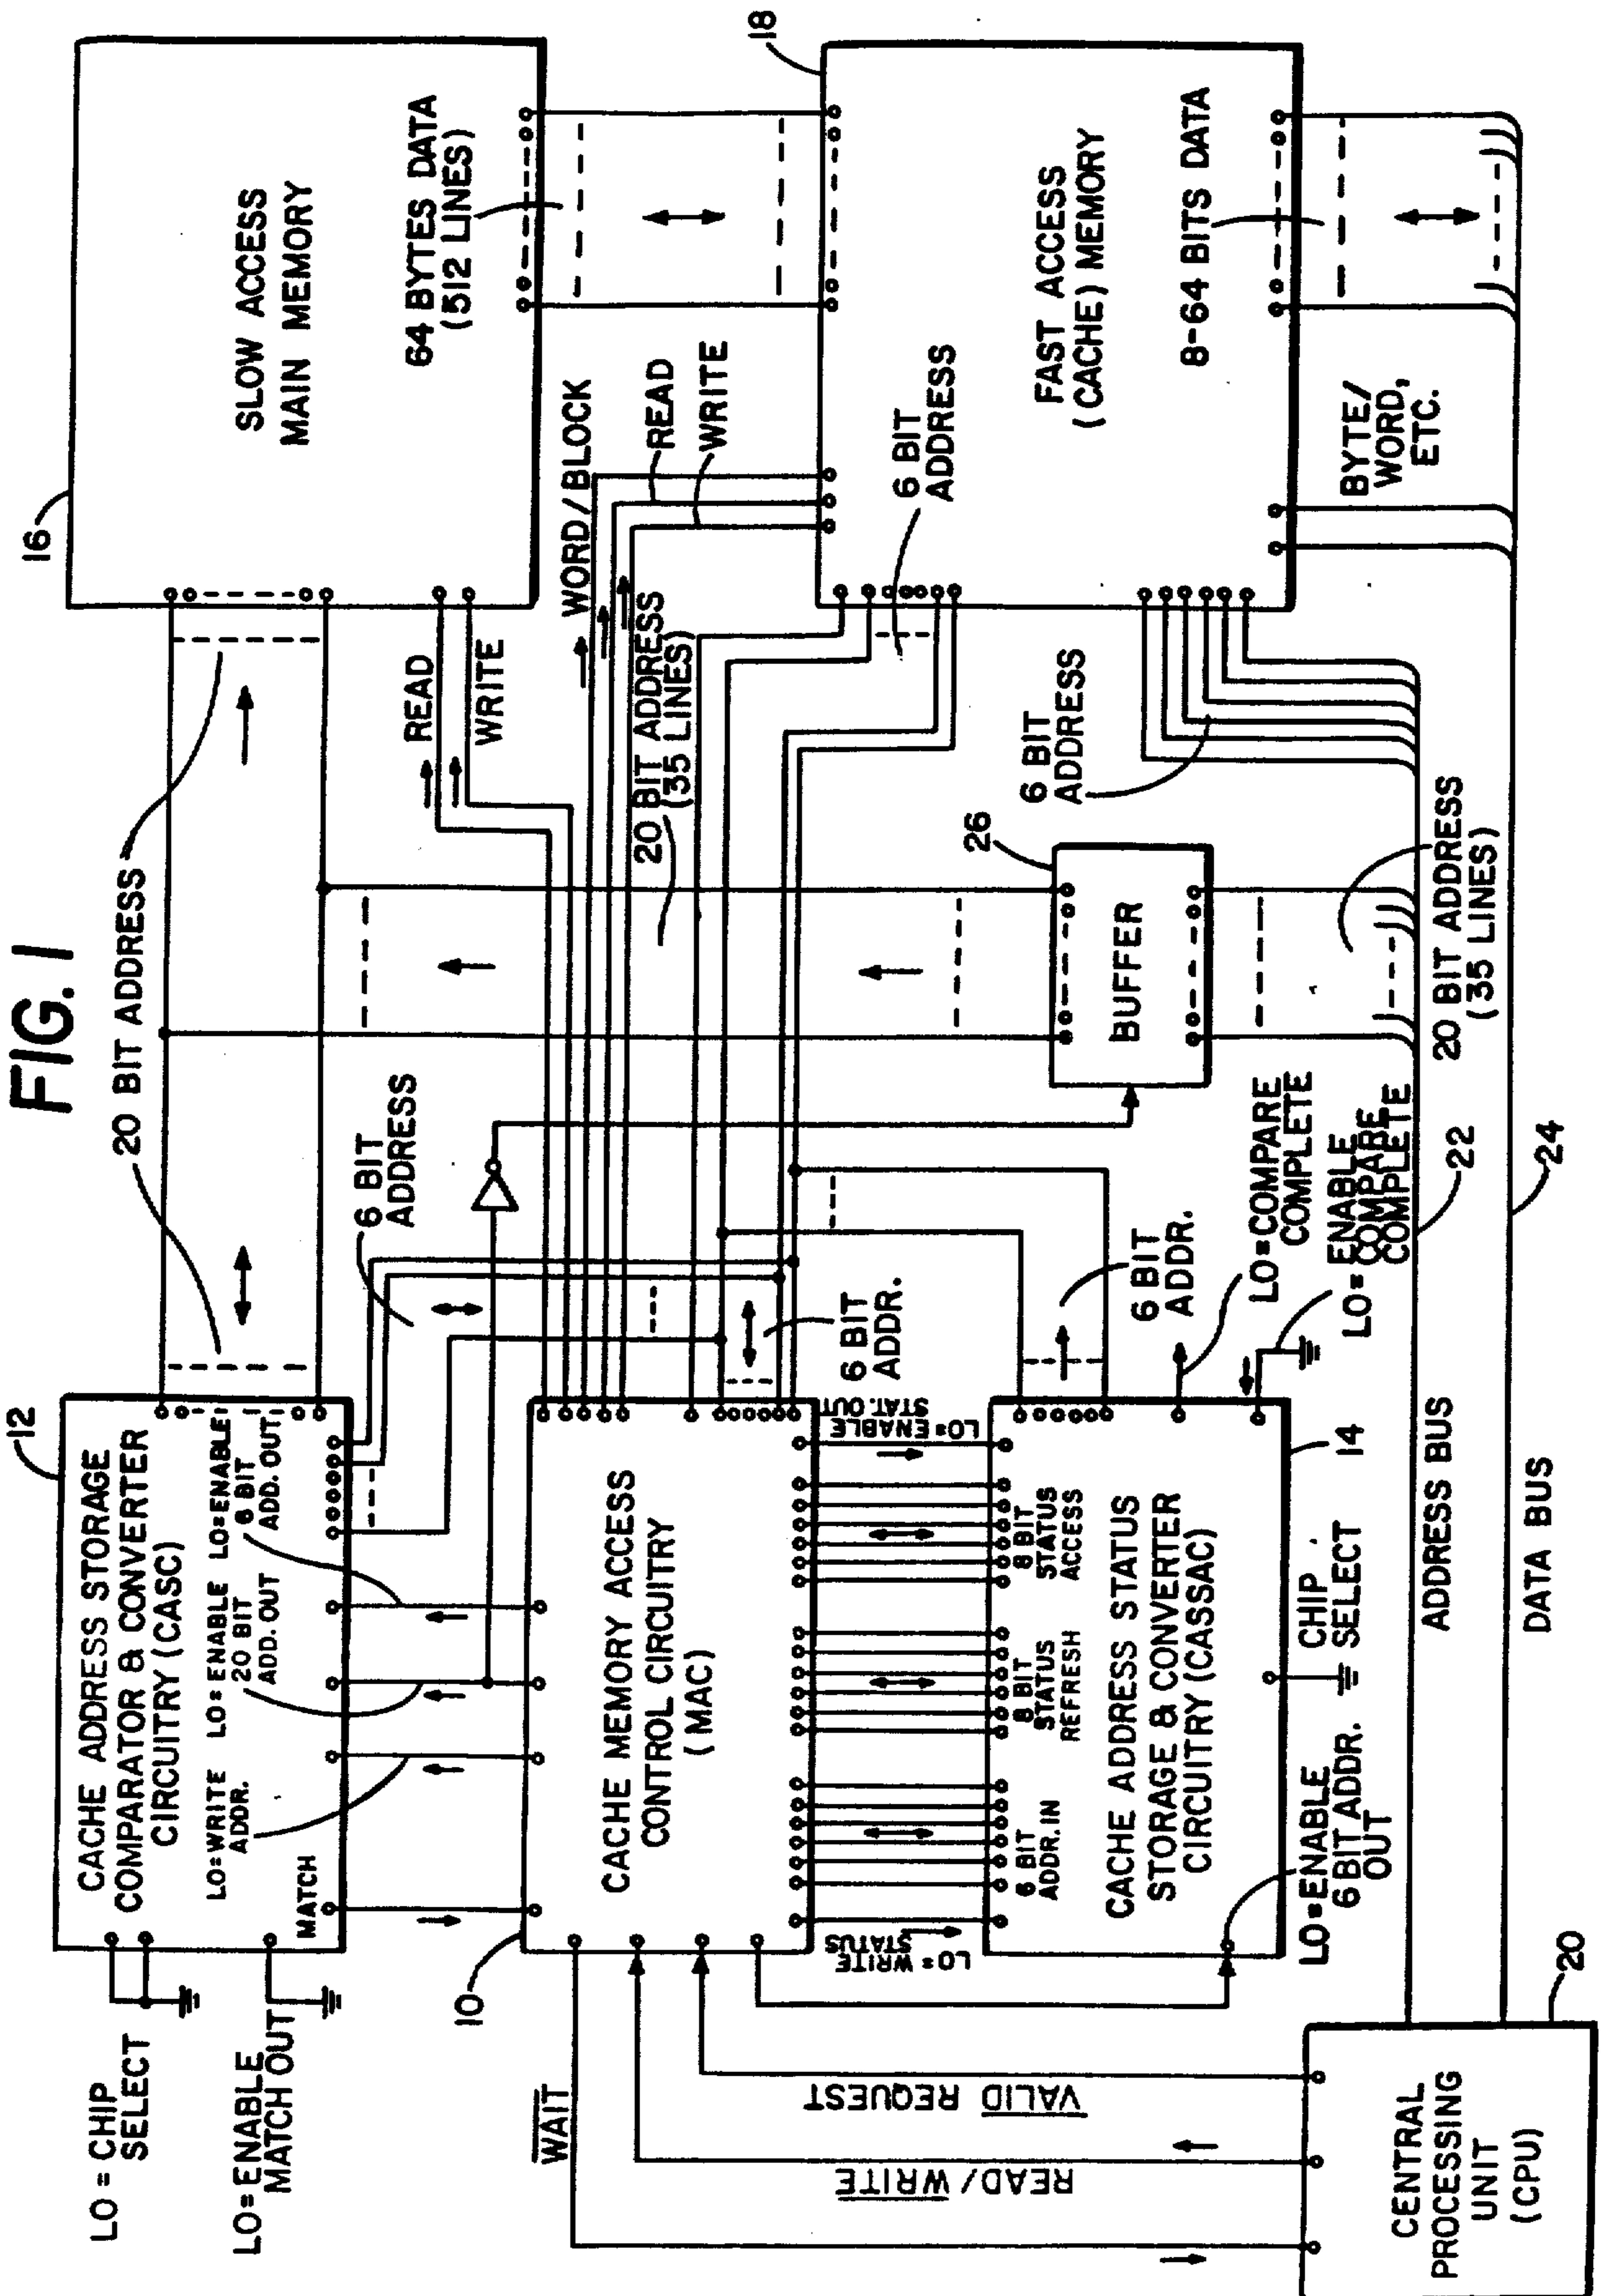 FIG. 1
16
SLOW ACCESS
MAIN MEMORY
64 BYTES DATA
(512 LINES)
18
FAST ACCESS
(CACHE) MEMORY
8-64 BITS DATA
6 BIT
ADDRESS
BYTE/
WORD,
ETC.
WORD/BLOCK
READ
WRITE
READ
WRITE
20 BIT ADDRESS
20 BIT ADDRESS
(35 LINES)
6 BIT
ADDRESS
26
BUFFER
20 BIT ADDRESS
(35 LINES)
6 BIT
ADDRESS
12
CACHE ADDRESS STORAGE
COMPARATOR & CONVERTER
CIRCUITRY (CASC)
LO=WRITE
ADDR.
LO=ENABLE
20 BIT
ADD. OUT
LO=ENABLE
6 BIT
ADD. OUT
MATCH
LO = CHIP
SELECT
LO=ENABLE
MATCH OUT
10
CACHE MEMORY ACCESS
CONTROL CIRCUITRY
(MAC)
6 BIT
ADDR.
LO=WRITE
STATUS
LO=ENABLE
STAT. OUT
6 BIT
ADDR. IN
8 BIT
STATUS
REFRESH
8 BIT
STATUS
ACCESS
CACHE ADDRESS STATUS
STORAGE & CONVERTER
CIRCUITRY (CASSAC)
14
6 BIT
ADDR.
LO=COMPARE
COMPLETE
LO=ENABLE
COMPARE
COMPLETE
LO=ENABLE
6 BIT ADDR.
OUT
CHIP
SELECT
WAIT
READ/WRITE
VALID REQUEST
CENTRAL
PROCESSING
UNIT
(CPU)
20
ADDRESS BUS
22
DATA BUS
24